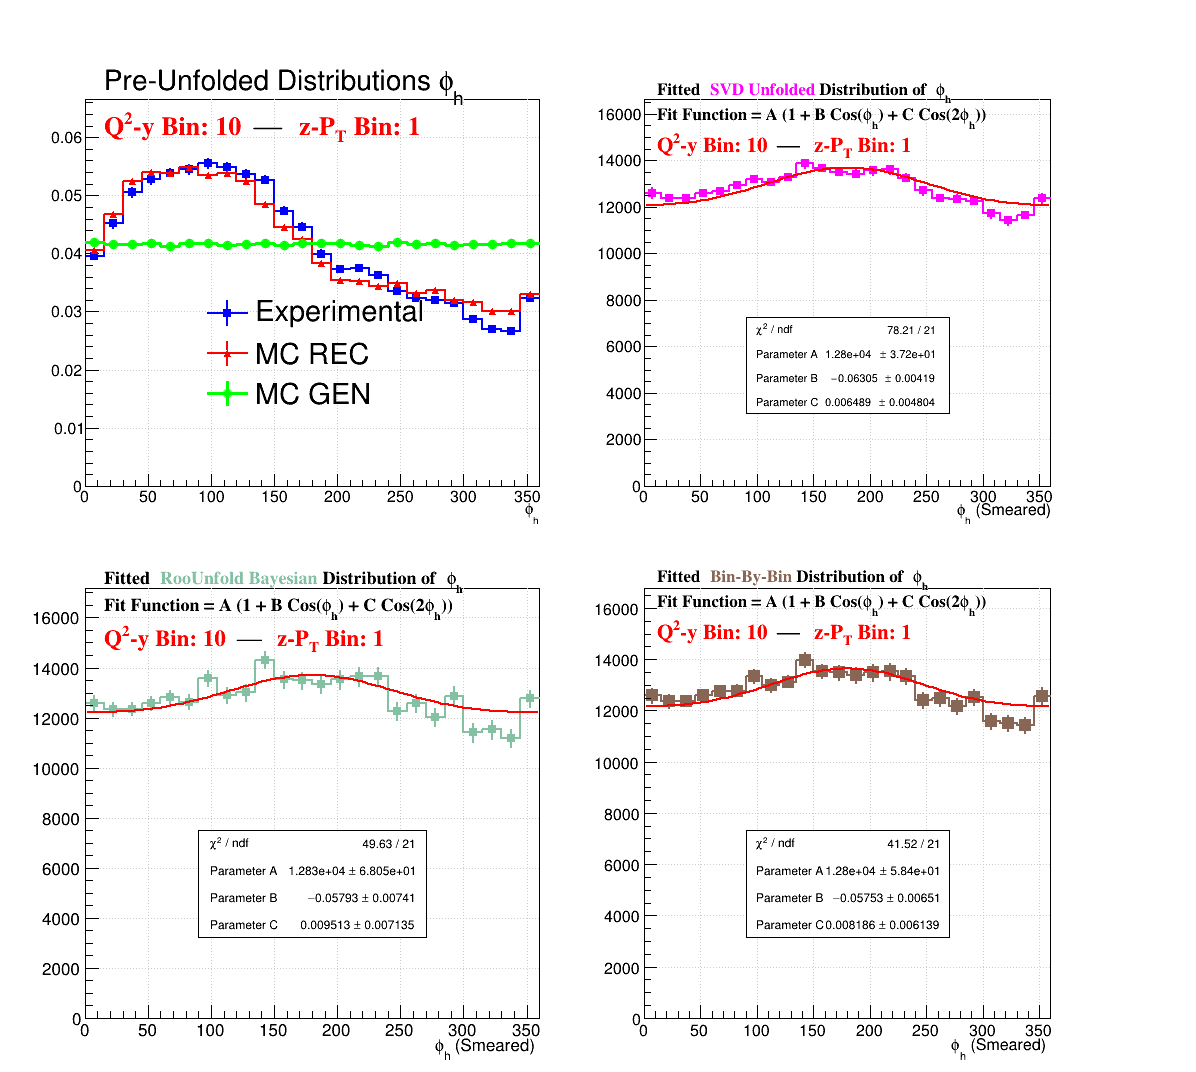 Pre-Unfolded Distributions ϕh
Q2-y Bin: 10 — z-PT Bin: 1
0.06
0.05
0.04
0.03
0.02
0.01
0
Experimental
MC REC
MC GEN
0 50 100 150 200 250 300 350
ϕh
Fitted SVD Unfolded Distribution of ϕh
Fit Function = A (1 + B Cos(ϕh) + C Cos(2ϕh))
Q2-y Bin: 10 — z-PT Bin: 1
16000
14000
12000
10000
8000
6000
4000
2000
0
χ2 / ndf 78.21 / 21
Parameter A 1.28e+04 ± 3.72e+01
Parameter B −0.06305 ± 0.00419
Parameter C 0.006489 ± 0.004804
0 50 100 150 200 250 300 350
ϕh (Smeared)
Fitted RooUnfold Bayesian Distribution of ϕh
Fit Function = A (1 + B Cos(ϕh) + C Cos(2ϕh))
Q2-y Bin: 10 — z-PT Bin: 1
16000
14000
12000
10000
8000
6000
4000
2000
0
χ2 / ndf 49.63 / 21
Parameter A 1.283e+04 ± 6.805e+01
Parameter B −0.05793 ± 0.00741
Parameter C 0.009513 ± 0.007135
0 50 100 150 200 250 300 350
ϕh (Smeared)
Fitted Bin-By-Bin Distribution of ϕh
Fit Function = A (1 + B Cos(ϕh) + C Cos(2ϕh))
Q2-y Bin: 10 — z-PT Bin: 1
16000
14000
12000
10000
8000
6000
4000
2000
0
χ2 / ndf 41.52 / 21
Parameter A 1.28e+04 ± 5.84e+01
Parameter B −0.05753 ± 0.00651
Parameter C 0.008186 ± 0.006139
0 50 100 150 200 250 300 350
ϕh (Smeared)